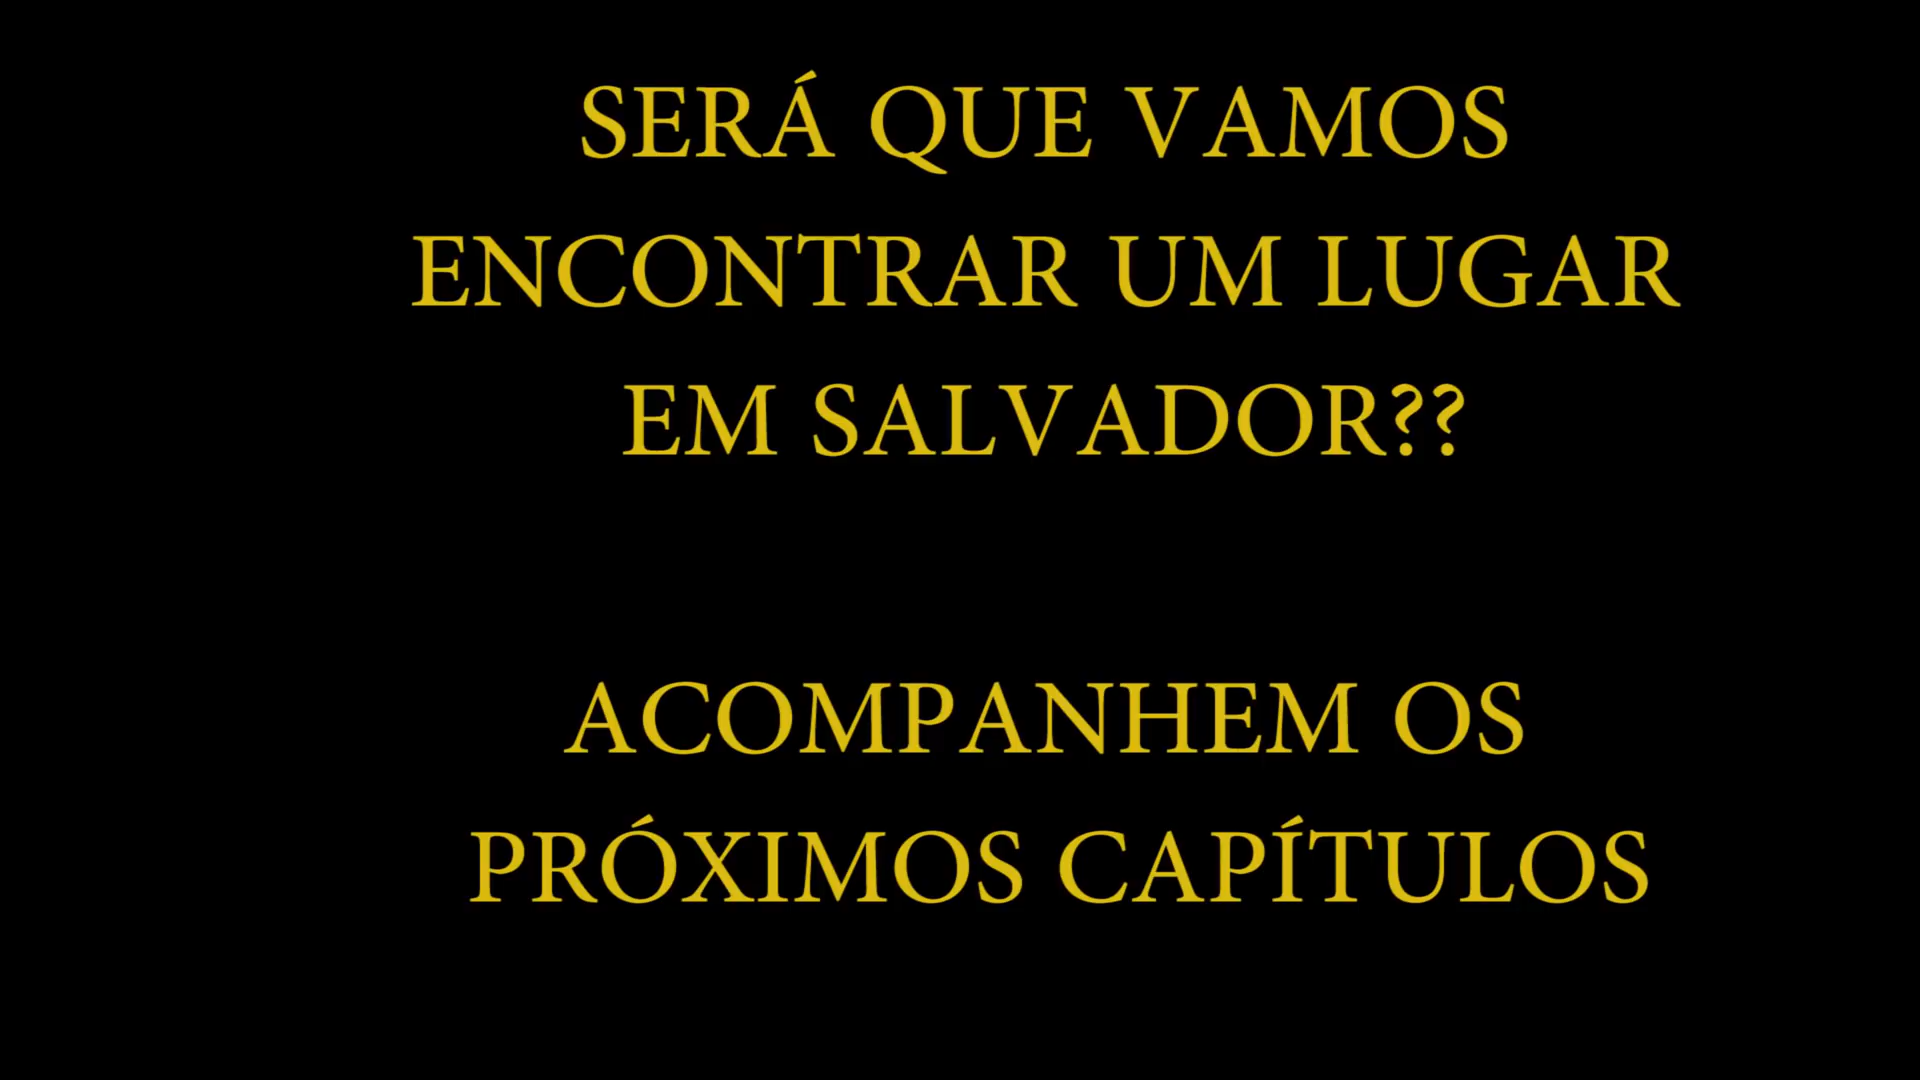 SERÁ QUE VAMOS
ENCONTRAR UM LUGAR
EM SALVADOR??
ACOMPANHEM OS
PRÓXIMOS CAPÍTULOS